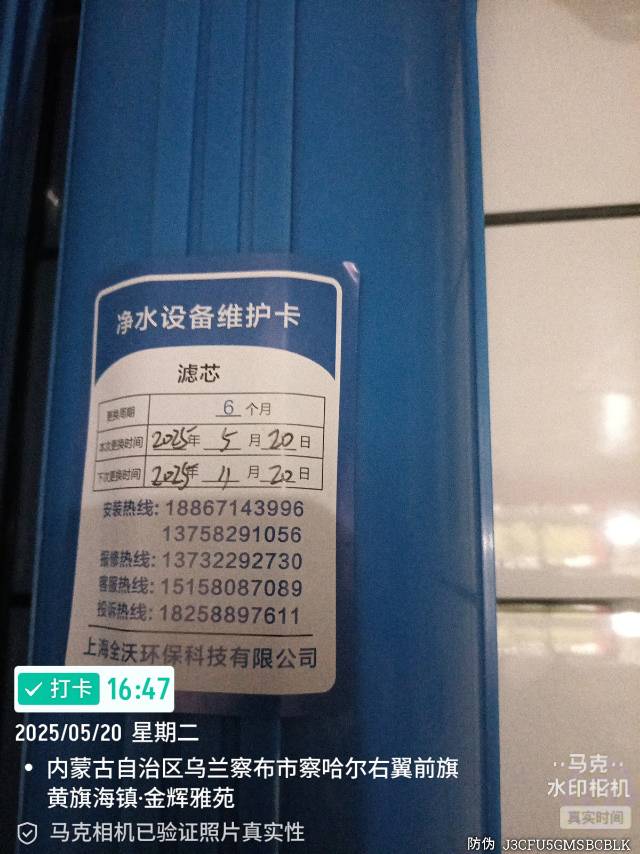 净水设备维护卡
滤芯
更换周期 6 个月
本次更换时间 2025年 5 月 20 日
下次更换时间 2025年 11 月 20 日
安装热线: 18867143996
13758291056
报修热线: 13732292730
客服热线: 15158087089
投诉热线: 18258897611
上海全沃环保科技有限公司
打卡 16:47
2025/05/20 星期二
内蒙古自治区乌兰察布市察哈尔右翼前旗
黄旗海镇·金辉雅苑
马克相机已验证照片真实性
马克
水印相机
真实时间
防伪 J3CFU5GMSBCBLK